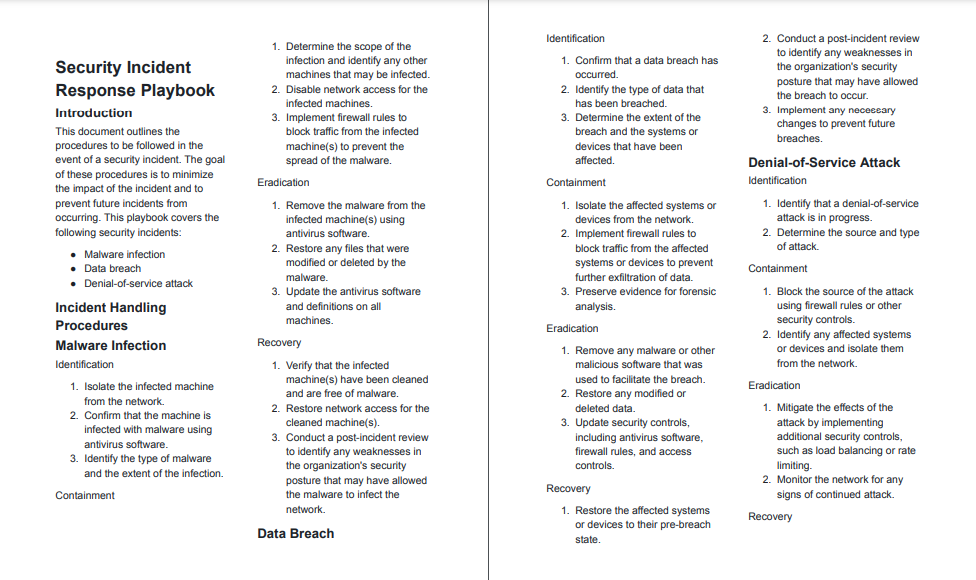 Security Incident
Response Playbook
Introduction
This document outlines the
procedures to be followed in the
event of a security incident. The goal
of these procedures is to minimize
the impact of the incident and to
prevent future incidents from
occurring. This playbook covers the
following security incidents:
● Malware infection
● Data breach
● Denial-of-service attack
Incident Handling
Procedures
Malware Infection
Identification
1. Isolate the infected machine
from the network.
2. Confirm that the machine is
infected with malware using
antivirus software.
3. Identify the type of malware
and the extent of the infection.
Containment
1. Determine the scope of the
infection and identify any other
machines that may be infected.
2. Disable network access for the
infected machines.
3. Implement firewall rules to
block traffic from the infected
machine(s) to prevent the
spread of the malware.
Eradication
1. Remove the malware from the
infected machine(s) using
antivirus software.
2. Restore any files that were
modified or deleted by the
malware.
3. Update the antivirus software
and definitions on all
machines.
Recovery
1. Verify that the infected
machine(s) have been cleaned
and are free of malware.
2. Restore network access for the
cleaned machine(s).
3. Conduct a post-incident review
to identify any weaknesses in
the organization's security
posture that may have allowed
the malware to infect the
network.
Data Breach
Identification
1. Confirm that a data breach has
occurred.
2. Identify the type of data that
has been breached.
3. Determine the extent of the
breach and the systems or
devices that have been
affected.
Containment
1. Isolate the affected systems or
devices from the network.
2. Implement firewall rules to
block traffic from the affected
systems or devices to prevent
further exfiltration of data.
3. Preserve evidence for forensic
analysis.
Eradication
1. Remove any malware or other
malicious software that was
used to facilitate the breach.
2. Restore any modified or
deleted data.
3. Update security controls,
including antivirus software,
firewall rules, and access
controls.
Recovery
1. Restore the affected systems
or devices to their pre-breach
state.
2. Conduct a post-incident review
to identify any weaknesses in
the organization's security
posture that may have allowed
the breach to occur.
3. Implement any necessary
changes to prevent future
breaches.
Denial-of-Service Attack
Identification
1. Identify that a denial-of-service
attack is in progress.
2. Determine the source and type
of attack.
Containment
1. Block the source of the attack
using firewall rules or other
security controls.
2. Identify any affected systems
or devices and isolate them
from the network.
Eradication
1. Mitigate the effects of the
attack by implementing
additional security controls,
such as load balancing or rate
limiting.
2. Monitor the network for any
signs of continued attack.
Recovery